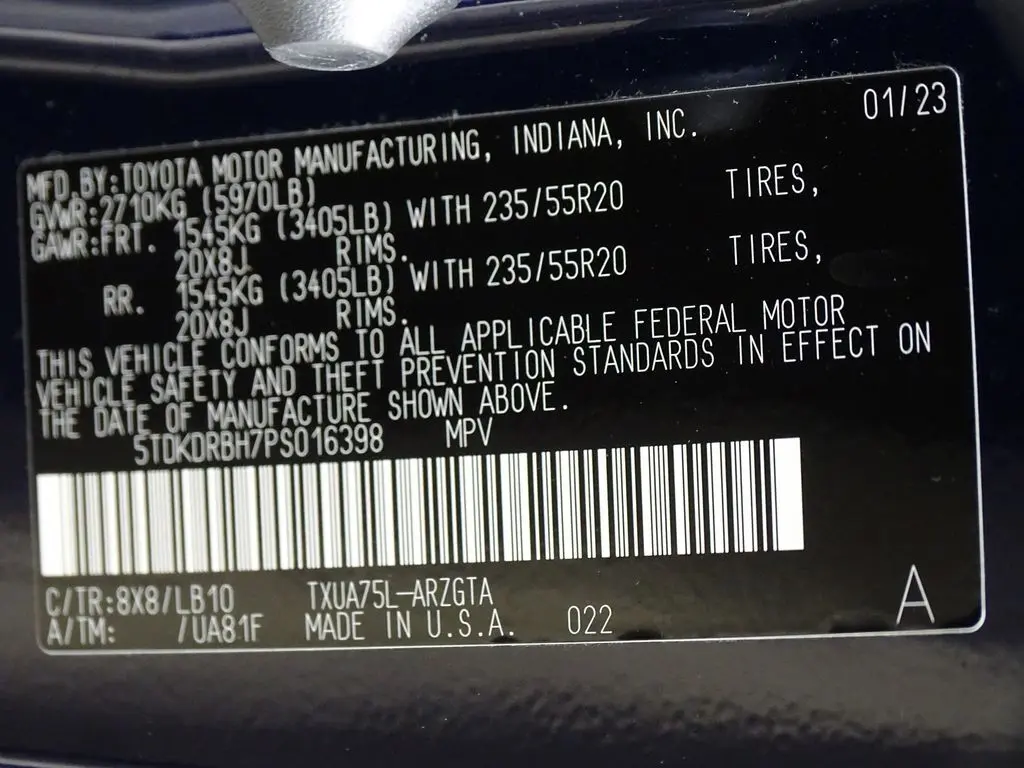 01/23
MFD.BY:TOYOTA MOTOR MANUFACTURING, INDIANA, INC.
GVWR:2710KG (5970LB)
GAWR:FRT. 1545KG (3405LB) WITH 235/55R20 TIRES,
20X8J RIMS.
RR. 1545KG (3405LB) WITH 235/55R20 TIRES,
20X8J RIMS.
THIS VEHICLE CONFORMS TO ALL APPLICABLE FEDERAL MOTOR
VEHICLE SAFETY AND THEFT PREVENTION STANDARDS IN EFFECT ON
THE DATE OF MANUFACTURE SHOWN ABOVE.
5TDKDRBH7PS016398 MPV
C/TR:8X8/LB10 TXUA75L-ARZGTA
A/TM: /UA81F MADE IN U.S.A. 022
A